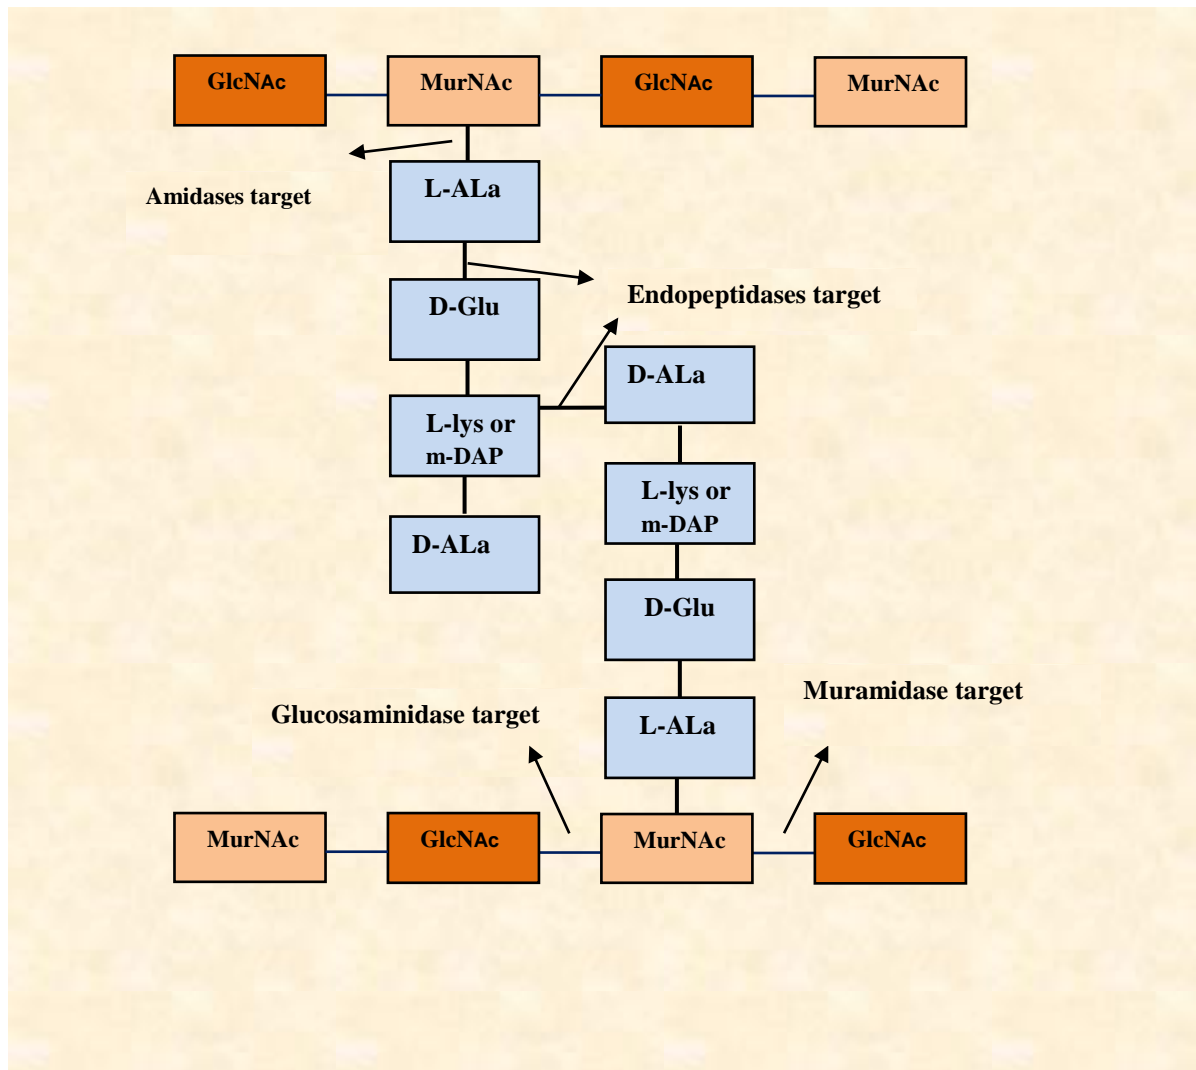 GlcNAc
MurNAc
GlcNAc
MurNAc
Amidases target
L-ALa
D-Glu
Endopeptidases target
D-ALa
L-lys or
m-DAP
L-lys or
m-DAP
D-ALa
D-Glu
Muramidase target
Glucosaminidase target
L-ALa
MurNAc
GlcNAc
MurNAc
GlcNAc